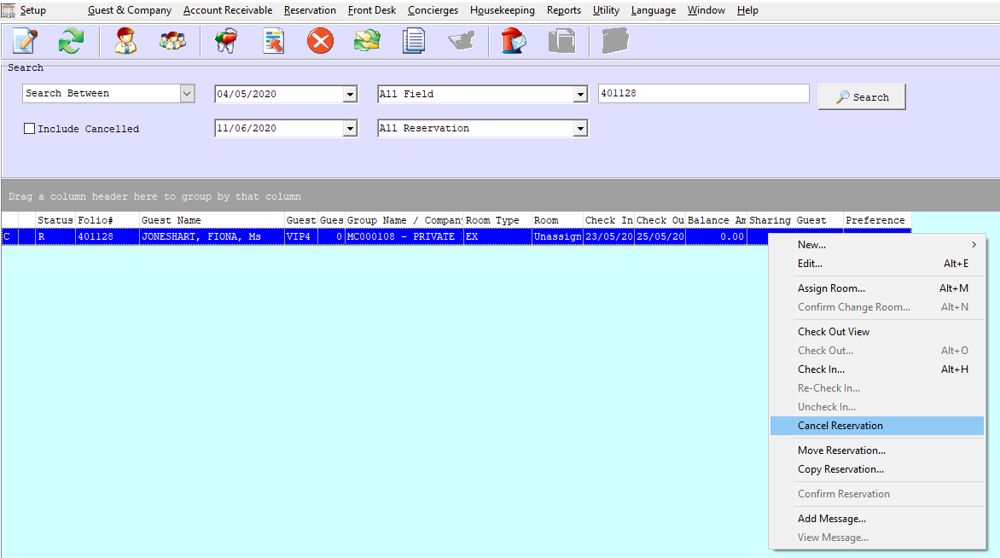 Setup Guest & Company Account Receivable Reservation Front Desk Concierges Housekeeping Reports Utility Language Window Help
Search
Search Between 04/05/2020 All Field 401128 Search
Include Cancelled 11/06/2020 All Reservation
Drag a column header here to group by that column
Status Folio# Guest Name Guest Gues Group Name / Company Room Type Room Check In Check Ou Balance Am Sharing Guest Preference
C R 401128 JONESHART, FIONA, Ms VIP4 0 MC000108 - PRIVATE EX Unassign 23/05/20 25/05/20 0.00
New...
Edit... Alt+E
Assign Room... Alt+M
Confirm Change Room... Alt+N
Check Out View
Check Out... Alt+O
Check In... Alt+H
Re-Check In...
Uncheck In...
Cancel Reservation
Move Reservation...
Copy Reservation...
Confirm Reservation
Add Message...
View Message...